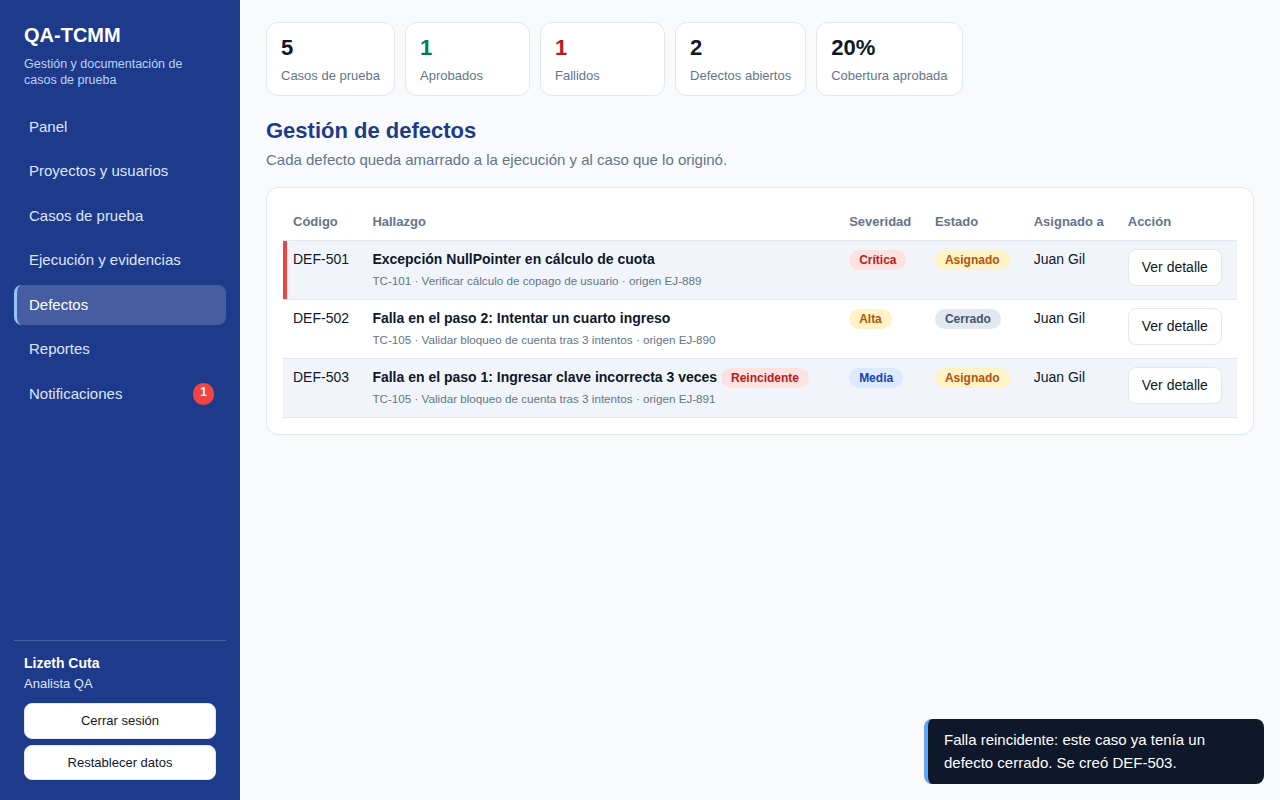 QA-TCMM
Gestión y documentación de
casos de prueba
Panel
Proyectos y usuarios
Casos de prueba
Ejecución y evidencias
Defectos
Reportes
Notificaciones 1
Lizeth Cuta
Analista QA
Cerrar sesión
Restablecer datos
5
Casos de prueba
1
Aprobados
1
Fallidos
2
Defectos abiertos
20%
Cobertura aprobada
Gestión de defectos
Cada defecto queda amarrado a la ejecución y al caso que lo originó.
Código Hallazgo Severidad Estado Asignado a Acción
DEF-501 Excepción NullPointer en cálculo de cuota Crítica Asignado Juan Gil Ver detalle
TC-101 · Verificar cálculo de copago de usuario · origen EJ-889
DEF-502 Falla en el paso 2: Intentar un cuarto ingreso Alta Cerrado Juan Gil Ver detalle
TC-105 · Validar bloqueo de cuenta tras 3 intentos · origen EJ-890
DEF-503 Falla en el paso 1: Ingresar clave incorrecta 3 veces Reincidente Media Asignado Juan Gil Ver detalle
TC-105 · Validar bloqueo de cuenta tras 3 intentos · origen EJ-891
Falla reincidente: este caso ya tenía un
defecto cerrado. Se creó DEF-503.